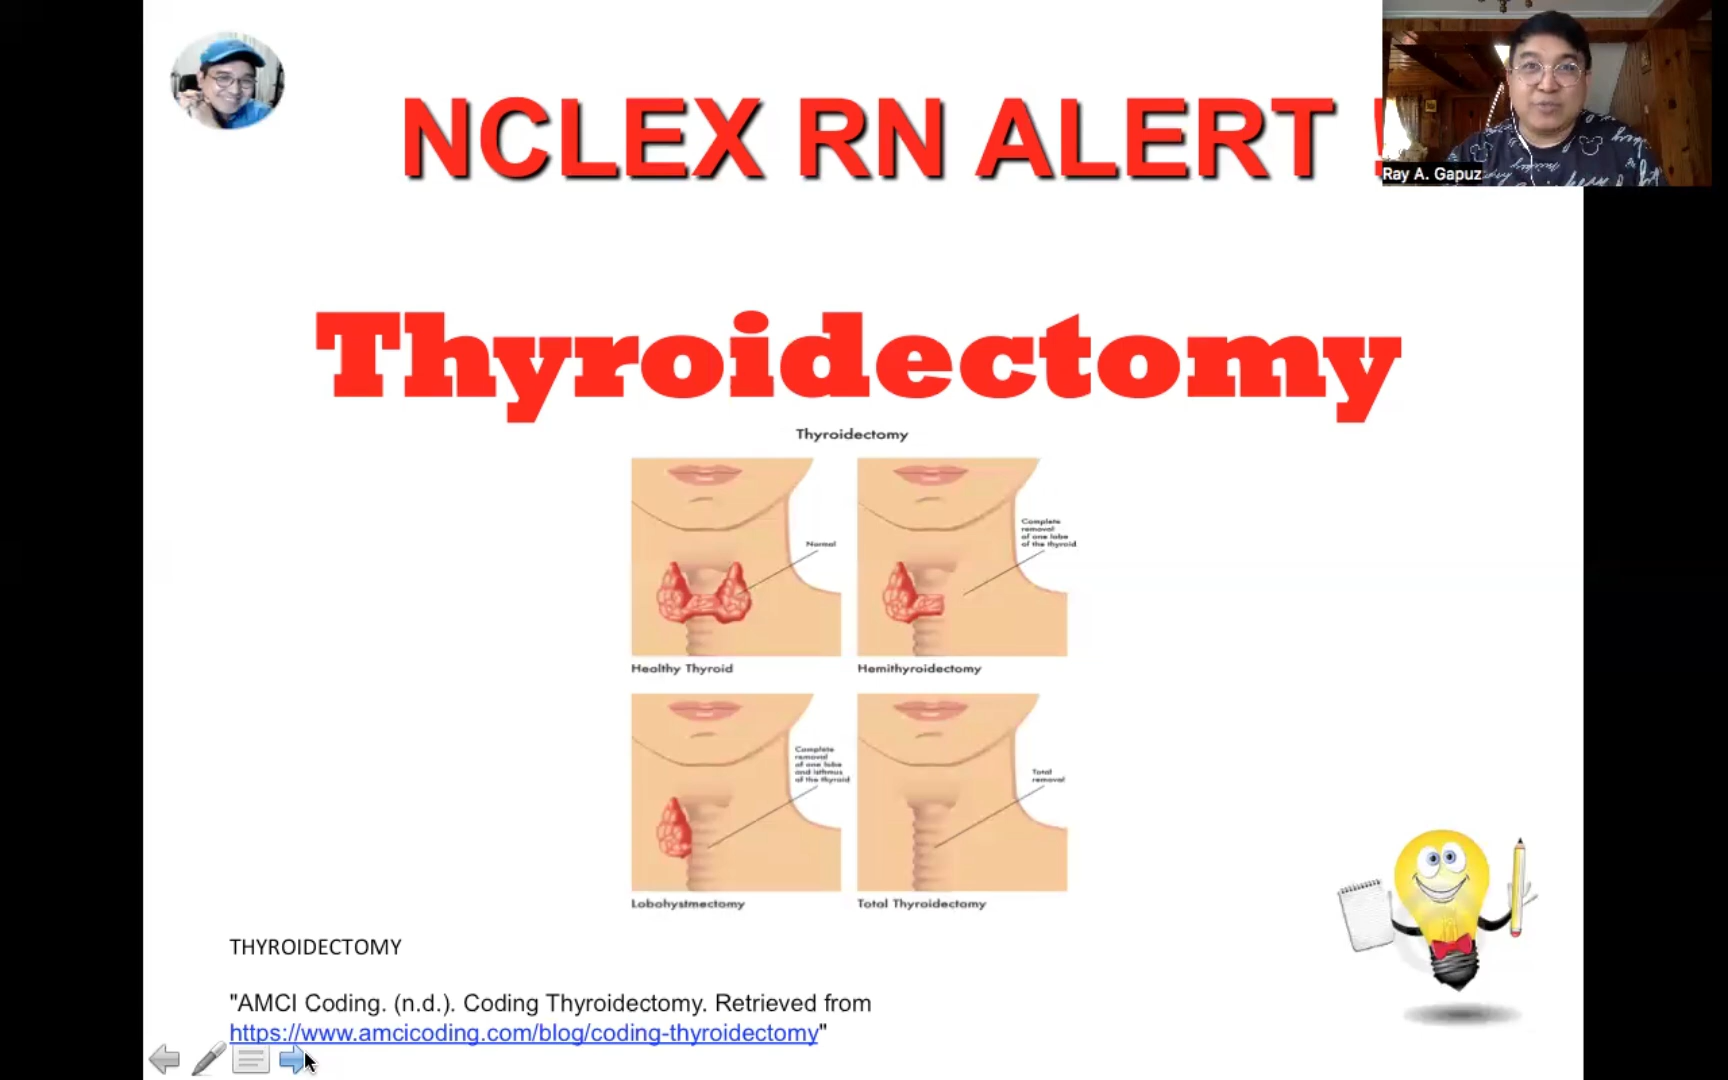 NCLEX RN ALERT !
Ray A. Gapuz
Thyroidectomy
Thyroidectomy
Normal
Complete
removal
of one lobe
of the thyroid
Healthy Thyroid
Hemithyroidectomy
Complete
removal
of one lobe
and isthmus
of the thyroid
Total
removal
Lobohystmectomy
Total Thyroidectomy
THYROIDECTOMY
"AMCI Coding. (n.d.). Coding Thyroidectomy. Retrieved from
https://www.amcicoding.com/blog/coding-thyroidectomy"